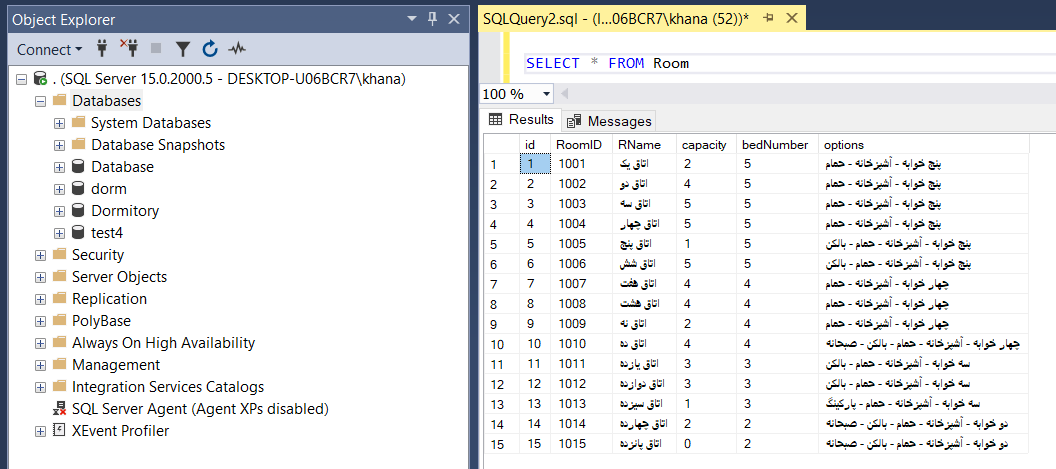 Object Explorer
Connect
. (SQL Server 15.0.2000.5 - DESKTOP-U06BCR7\khana)
Databases
System Databases
Database Snapshots
Database
dorm
Dormitory
test4
Security
Server Objects
Replication
PolyBase
Always On High Availability
Management
Integration Services Catalogs
SQL Server Agent (Agent XPs disabled)
XEvent Profiler
SQLQuery2.sql - (l...06BCR7\khana (52))*
SELECT * FROM Room
100 %
Results Messages
id RoomID RName capacity bedNumber options
1 1 1001 اتاق یک 2 5 پنج خوابه - آشپزخانه - حمام
2 2 1002 اتاق دو 4 5 پنج خوابه - آشپزخانه - حمام
3 3 1003 اتاق سه 5 5 پنج خوابه - آشپزخانه - حمام
4 4 1004 اتاق چهار 5 5 پنج خوابه - آشپزخانه - حمام
5 5 1005 اتاق پنج 1 5 پنج خوابه - آشپزخانه - حمام - بالکن
6 6 1006 اتاق شش 5 5 پنج خوابه - آشپزخانه - حمام - بالکن
7 7 1007 اتاق هفت 4 4 چهار خوابه - آشپزخانه - حمام
8 8 1008 اتاق هشت 4 4 چهار خوابه - آشپزخانه - حمام
9 9 1009 اتاق نه 2 4 چهار خوابه - آشپزخانه - حمام
10 10 1010 اتاق ده 4 4 چهار خوابه - آشپزخانه - حمام - بالکن - صبحانه
11 11 1011 اتاق یازده 3 3 سه خوابه - آشپزخانه - حمام - بالکن
12 12 1012 اتاق دوازده 3 3 سه خوابه - آشپزخانه - حمام - بالکن
13 13 1013 اتاق سیزده 1 3 سه خوابه - آشپزخانه - حمام - پارکینگ
14 14 1014 اتاق چهارده 2 2 دو خوابه - آشپزخانه - حمام - بالکن - صبحانه
15 15 1015 اتاق پانزده 0 2 دو خوابه - آشپزخانه - حمام - بالکن - صبحانه